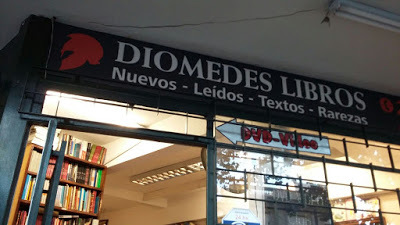 DIOMEDES LIBROS
Nuevos - Leídos - Textos - Rarezas
DVD-Video